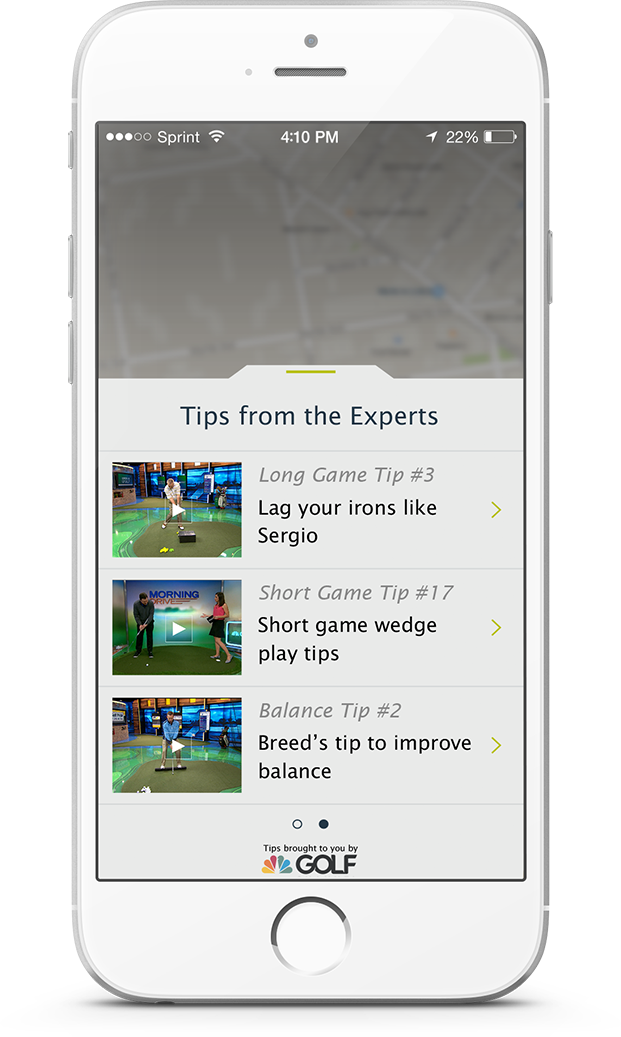 Sprint 4:10 PM 22%
Tips from the Experts
Long Game Tip #3
Lag your irons like
Sergio
MORNING
DRIVE
Short Game Tip #17
Short game wedge
play tips
Balance Tip #2
Breed's tip to improve
balance
Tips brought to you by
GOLF